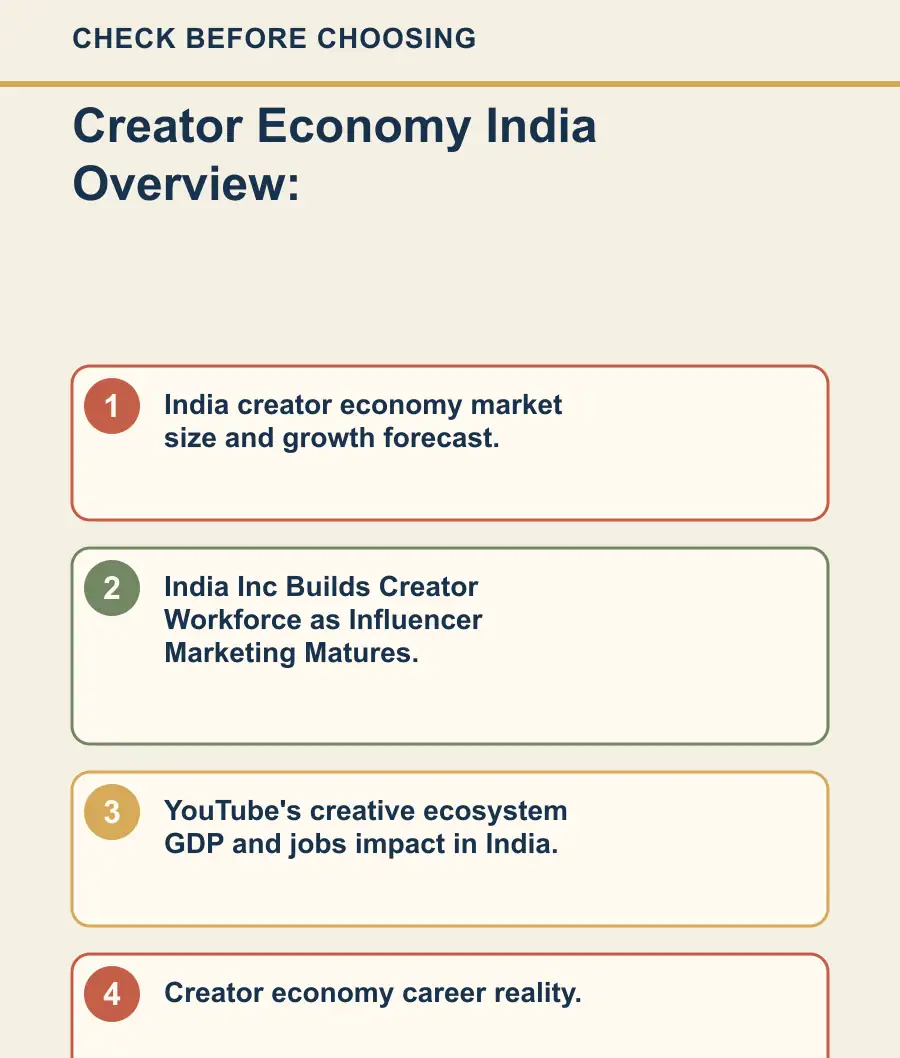 CHECK BEFORE CHOOSING
Creator Economy India
Overview:
1
India creator economy market
size and growth forecast.
2
India Inc Builds Creator
Workforce as Influencer
Marketing Matures.
3
YouTube's creative ecosystem
GDP and jobs impact in India.
4
Creator economy career reality.